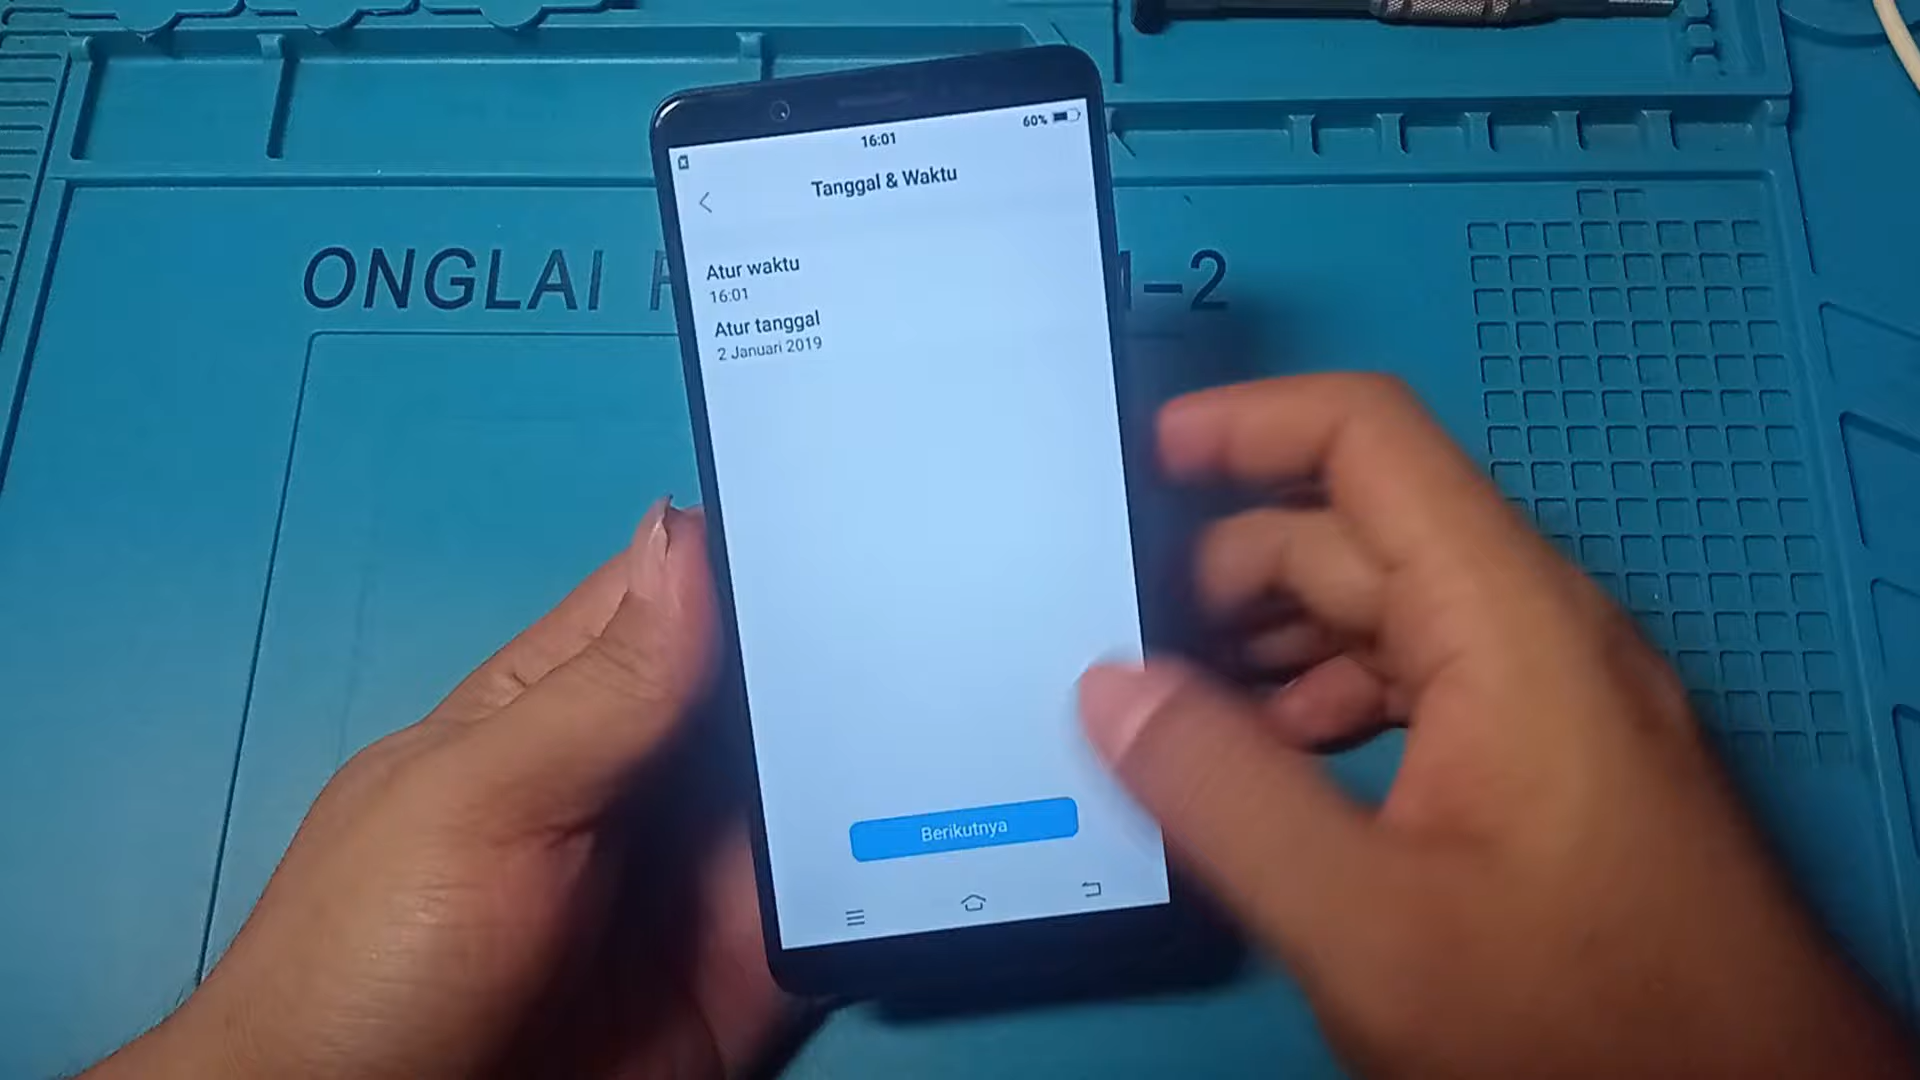 16:01
60%
Tanggal & Waktu
Atur waktu
16:01
Atur tanggal
2 Januari 2019
Berikutnya
ONGLAI
-2